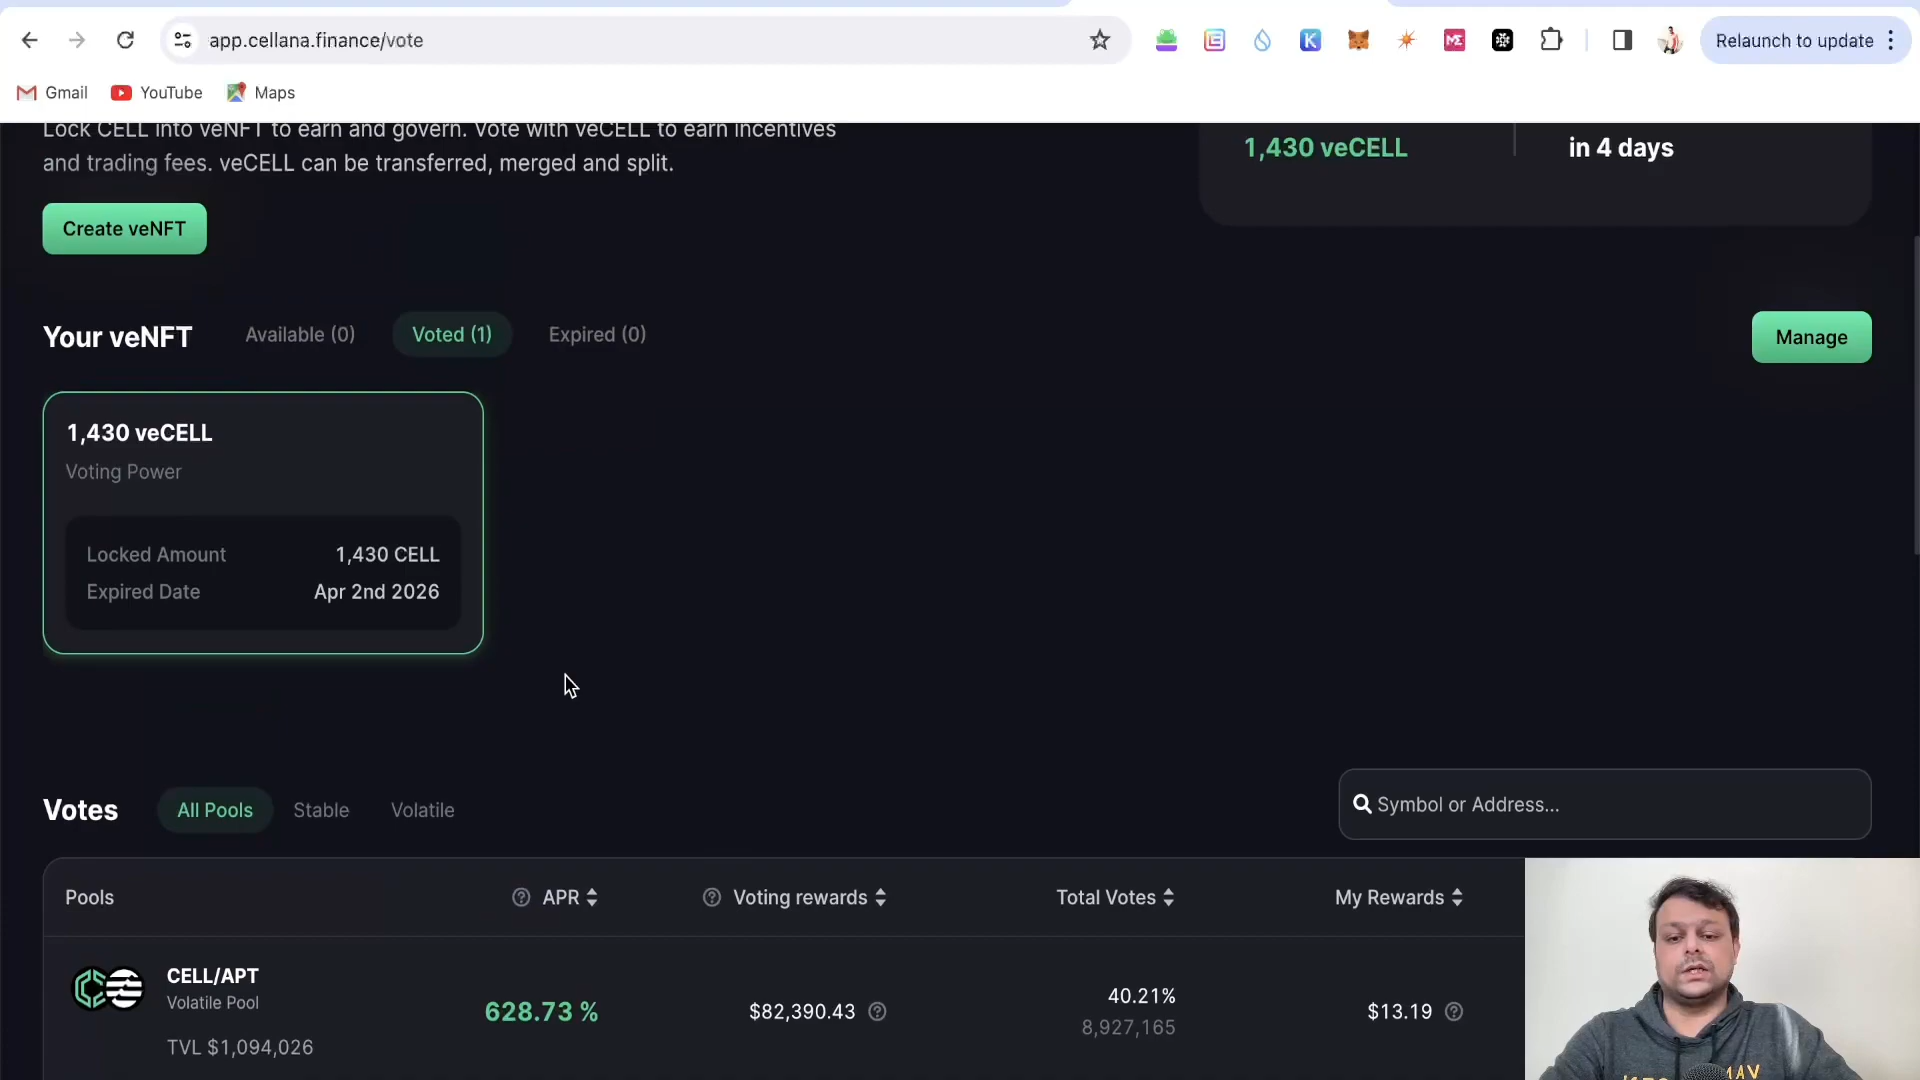 app.cellana.finance/vote
Relaunch to update
Gmail YouTube Maps
Lock CELL into veNFT to earn and govern. Vote with veCELL to earn incentives
and trading fees. veCELL can be transferred, merged and split.
1,430 veCELL
in 4 days
Create veNFT
Your veNFT Available (0) Voted (1) Expired (0)
Manage
1,430 veCELL
Voting Power
Locked Amount 1,430 CELL
Expired Date Apr 2nd 2026
Votes All Pools Stable Volatile
Symbol or Address...
Pools APR Voting rewards Total Votes My Rewards
CELL/APT
Volatile Pool
TVL $1,094,026
628.73 %
$82,390.43
40.21%
8,927,165
$13.19